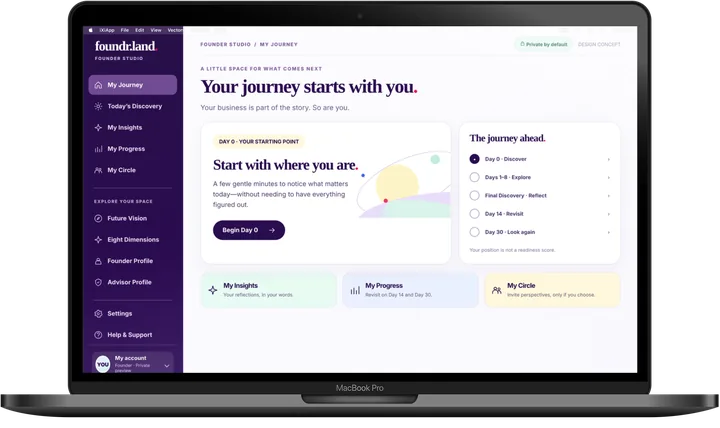 iXiApp File Edit View
foundr.land.
FOUNDER STUDIO
My Journey
Today's Discovery
My Insights
My Progress
My Circle
EXPLORE YOUR SPACE
Future Vision
Eight Dimensions
Founder Profile
Advisor Profile
Settings
Help & Support
YOU
My account
Founder · Private
preview
FOUNDER STUDIO / MY JOURNEY
Private by default
DESIGN CONCEPT
A LITTLE SPACE FOR WHAT COMES NEXT
Your journey starts with you.
Your business is part of the story. So are you.
DAY 0 · YOUR STARTING POINT
Start with where you are.
A few gentle minutes to notice what matters
today—without needing to have everything
figured out.
Begin Day 0 →
The journey ahead.
Day 0 · Discover
Days 1–8 · Explore
Final Discovery · Reflect
Day 14 · Revisit
Day 30 · Look again
Your position is not a readiness score.
My Insights
Your reflections, in your words.
My Progress
Revisit on Day 14 and Day 30.
My Circle
Invite perspectives, only if you choose.
MacBook Pro